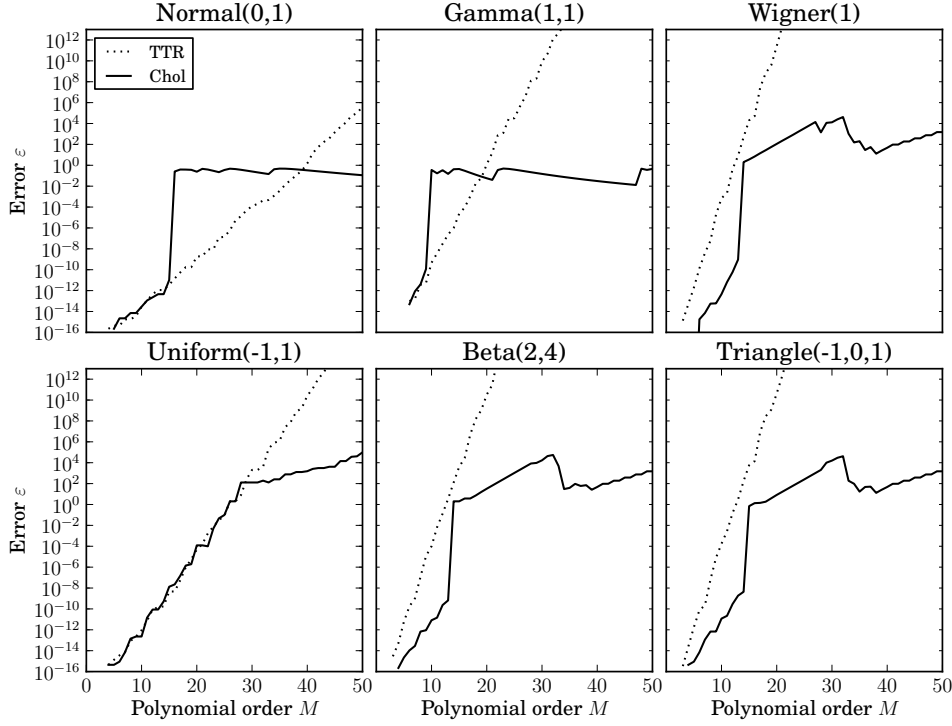 Normal(0,1)
Gamma(1,1)
Wigner(1)
10^12
10^10
10^8
10^6
10^4
10^2
10^0
10^-2
10^-4
10^-6
10^-8
10^-10
10^-12
10^-14
10^-16
Error ε
TTR
Chol
Uniform(-1,1)
Beta(2,4)
Triangle(-1,0,1)
10^12
10^10
10^8
10^6
10^4
10^2
10^0
10^-2
10^-4
10^-6
10^-8
10^-10
10^-12
10^-14
10^-16
Error ε
0 10 20 30 40 50
10 20 30 40 50
10 20 30 40 50
Polynomial order M
Polynomial order M
Polynomial order M